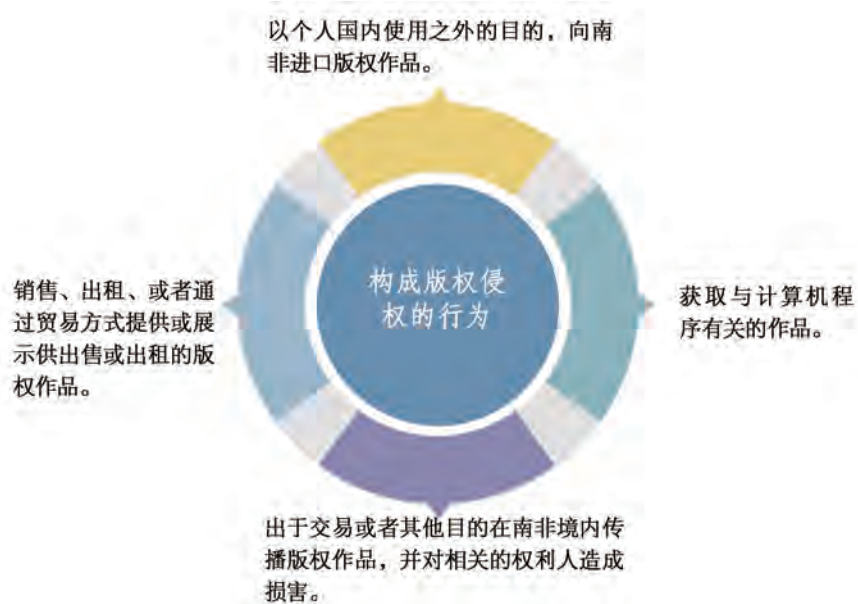 以个人国内使用之外的目的，向南
非进口版权作品。
构成版权侵
权的行为
销售、出租、或者通
过贸易方式提供或展
示供出售或出租的版
权作品。
获取与计算机程
序有关的作品。
出于交易或者其他目的在南非境内传
播版权作品，并对相关的权利人造成
损害。